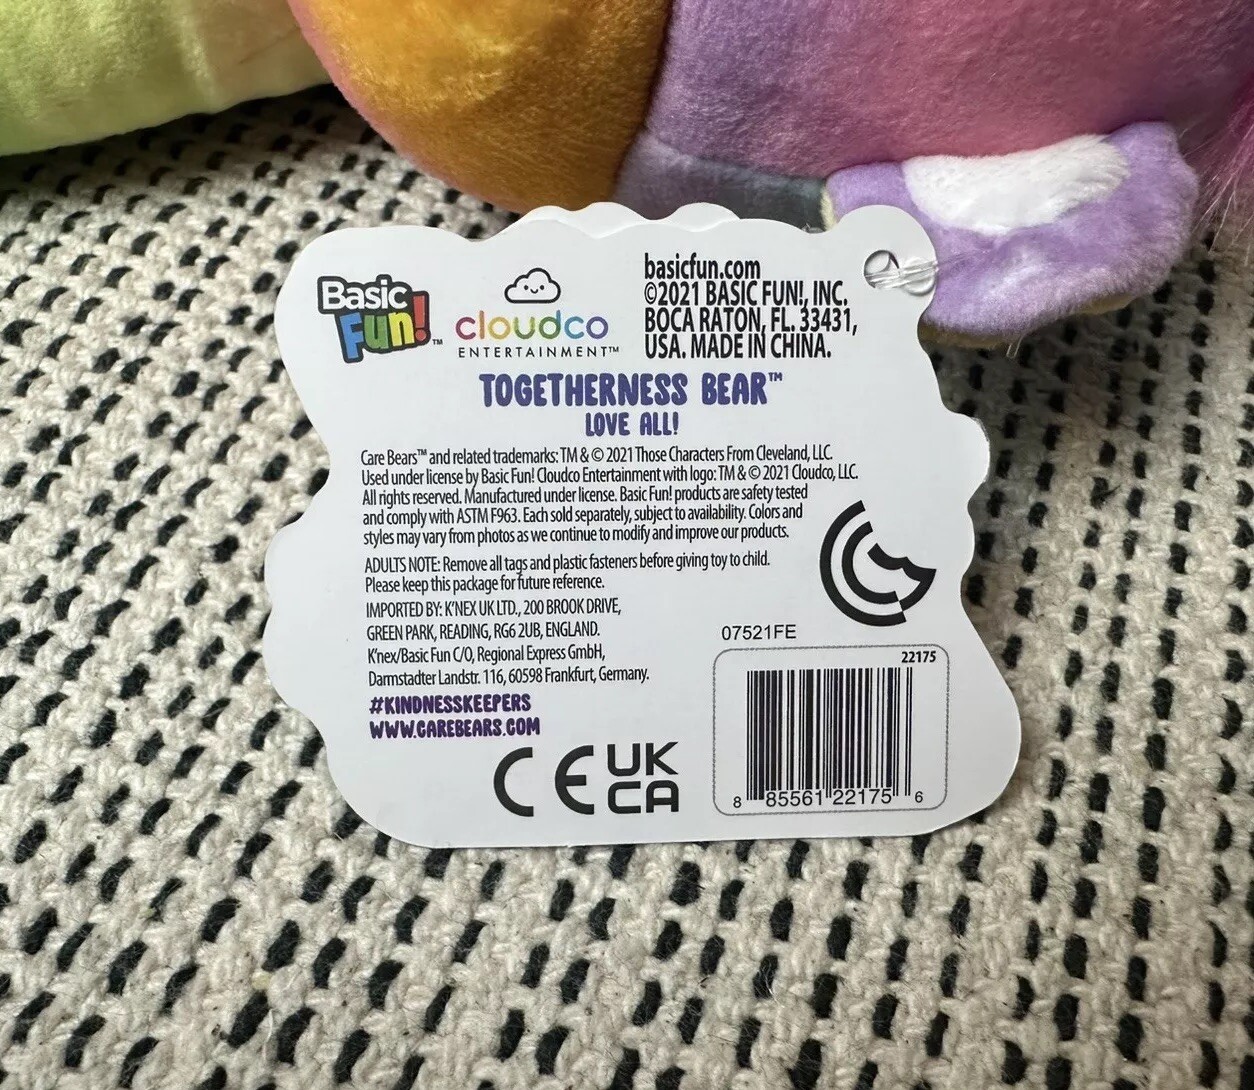 Basic Fun!™
cloudco
ENTERTAINMENT™
basicfun.com
©2021 BASIC FUN!, INC.
BOCA RATON, FL. 33431,
USA. MADE IN CHINA.
TOGETHERNESS BEAR™
LOVE ALL!
Care Bears™ and related trademarks: TM & © 2021 Those Characters From Cleveland, LLC.
Used under license by Basic Fun! Cloudco Entertainment with logo: TM & © 2021 Cloudco, LLC.
All rights reserved. Manufactured under license. Basic Fun! products are safety tested
and comply with ASTM F963. Each sold separately, subject to availability. Colors and
styles may vary from photos as we continue to modify and improve our products.
ADULTS NOTE: Remove all tags and plastic fasteners before giving toy to child.
Please keep this package for future reference.
IMPORTED BY: K'NEX UK LTD., 200 BROOK DRIVE,
GREEN PARK, READING, RG6 2UB, ENGLAND.
K'nex/Basic Fun C/O, Regional Express GmbH,
Darmstadter Landstr. 116, 60598 Frankfurt, Germany.
#KINDNESSKEEPERS
WWW.CAREBEARS.COM
CE UK
CA
07521FE
22175
8 85561 22175 6